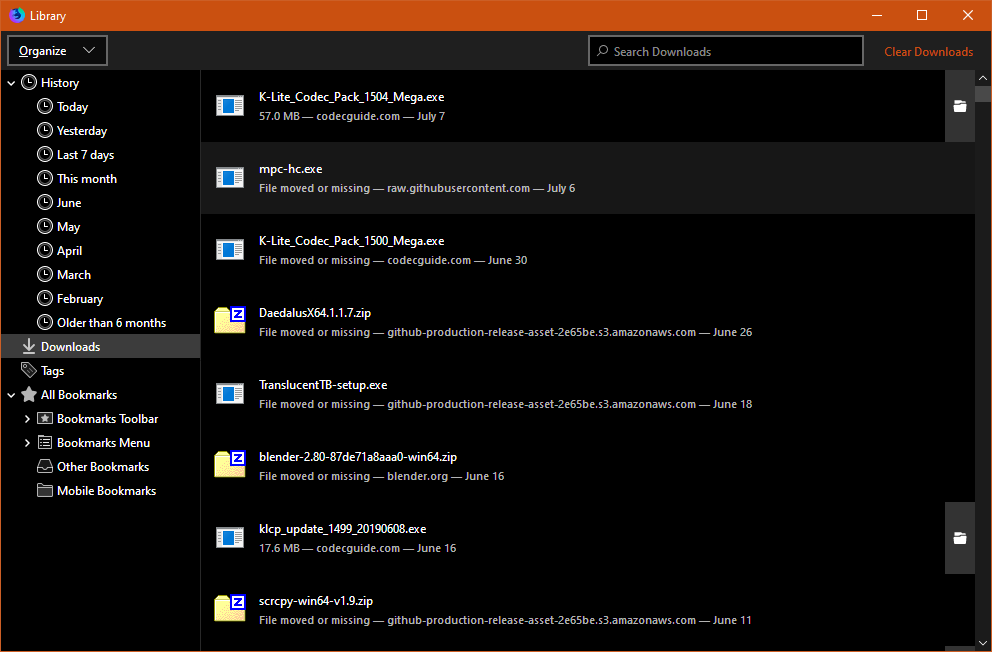 Library
Organize
Search Downloads
Clear Downloads
History
Today
Yesterday
Last 7 days
This month
June
May
April
March
February
Older than 6 months
Downloads
Tags
All Bookmarks
Bookmarks Toolbar
Bookmarks Menu
Other Bookmarks
Mobile Bookmarks
K-Lite_Codec_Pack_1504_Mega.exe
57.0 MB — codecguide.com — July 7
mpc-hc.exe
File moved or missing — raw.githubusercontent.com — July 6
K-Lite_Codec_Pack_1500_Mega.exe
File moved or missing — codecguide.com — June 30
Z
DaedalusX64.1.1.7.zip
File moved or missing — github-production-release-asset-2e65be.s3.amazonaws.com — June 26
TranslucentTB-setup.exe
File moved or missing — github-production-release-asset-2e65be.s3.amazonaws.com — June 18
Z
blender-2.80-87de71a8aaa0-win64.zip
File moved or missing — blender.org — June 16
klcp_update_1499_20190608.exe
17.6 MB — codecguide.com — June 16
Z
scrcpy-win64-v1.9.zip
File moved or missing — github-production-release-asset-2e65be.s3.amazonaws.com — June 11